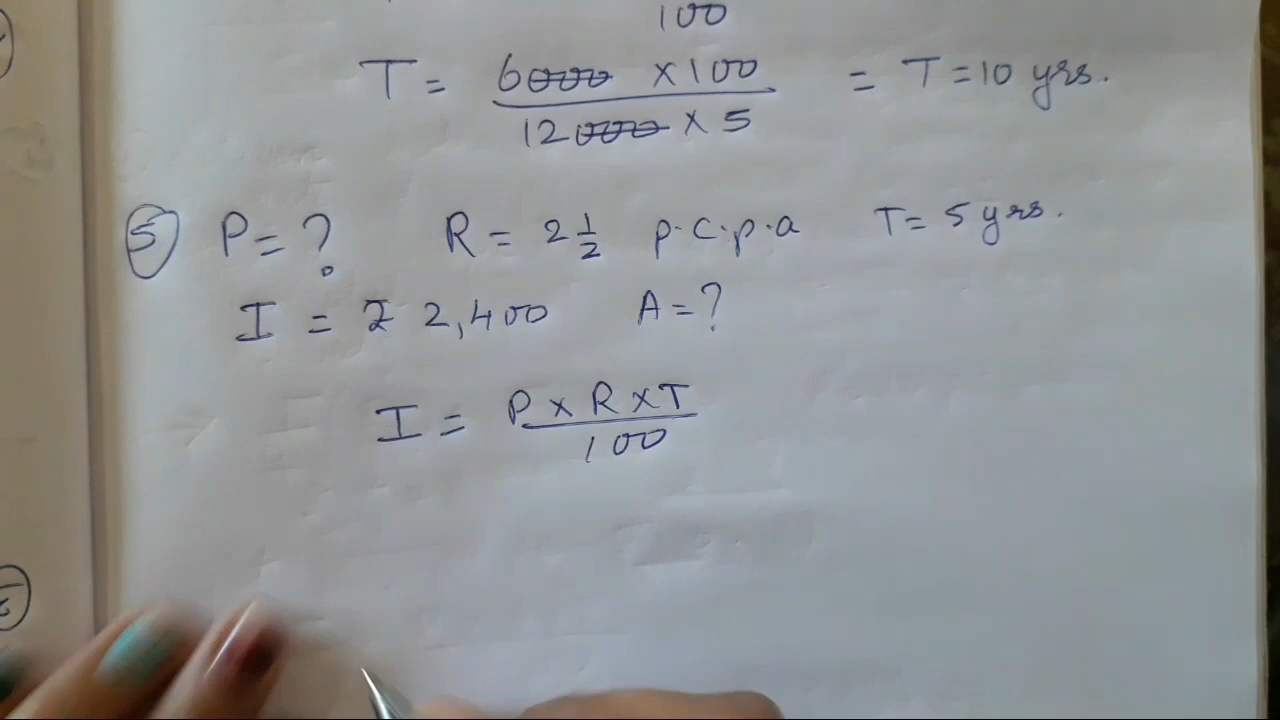 100
T = 6000 × 100 / 12000 × 5 = T = 10 yrs.
5 P = ? R = 2 1/2 p.c.p.a T = 5 yrs.
I = ₹ 2,400 A = ?
I = P × R × T / 100